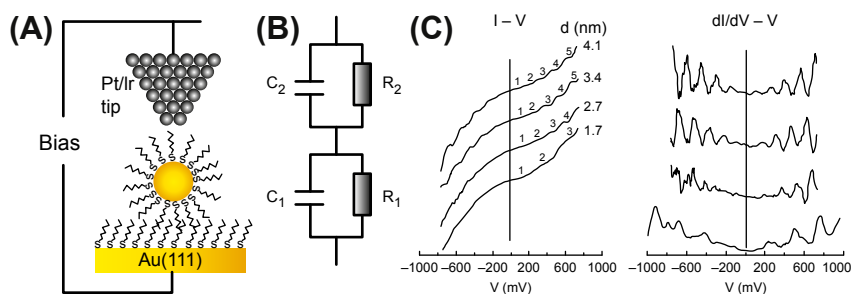 (A)
Pt/Ir
tip
Bias
S S S S S S S S S S S S S S
S S S S S S S S S S S
Au(111)
(B)
C2
R2
C1
R1
(C)
I – V
d (nm)
1 2 3 4 5 4.1
1 2 3 4 5 3.4
1 2 3 4 2.7
1 2 3 1.7
–1000 –600 –200 200 600 1000
V (mV)
dI/dV – V
–1000 –600 –200 200 600 1000
V (mV)